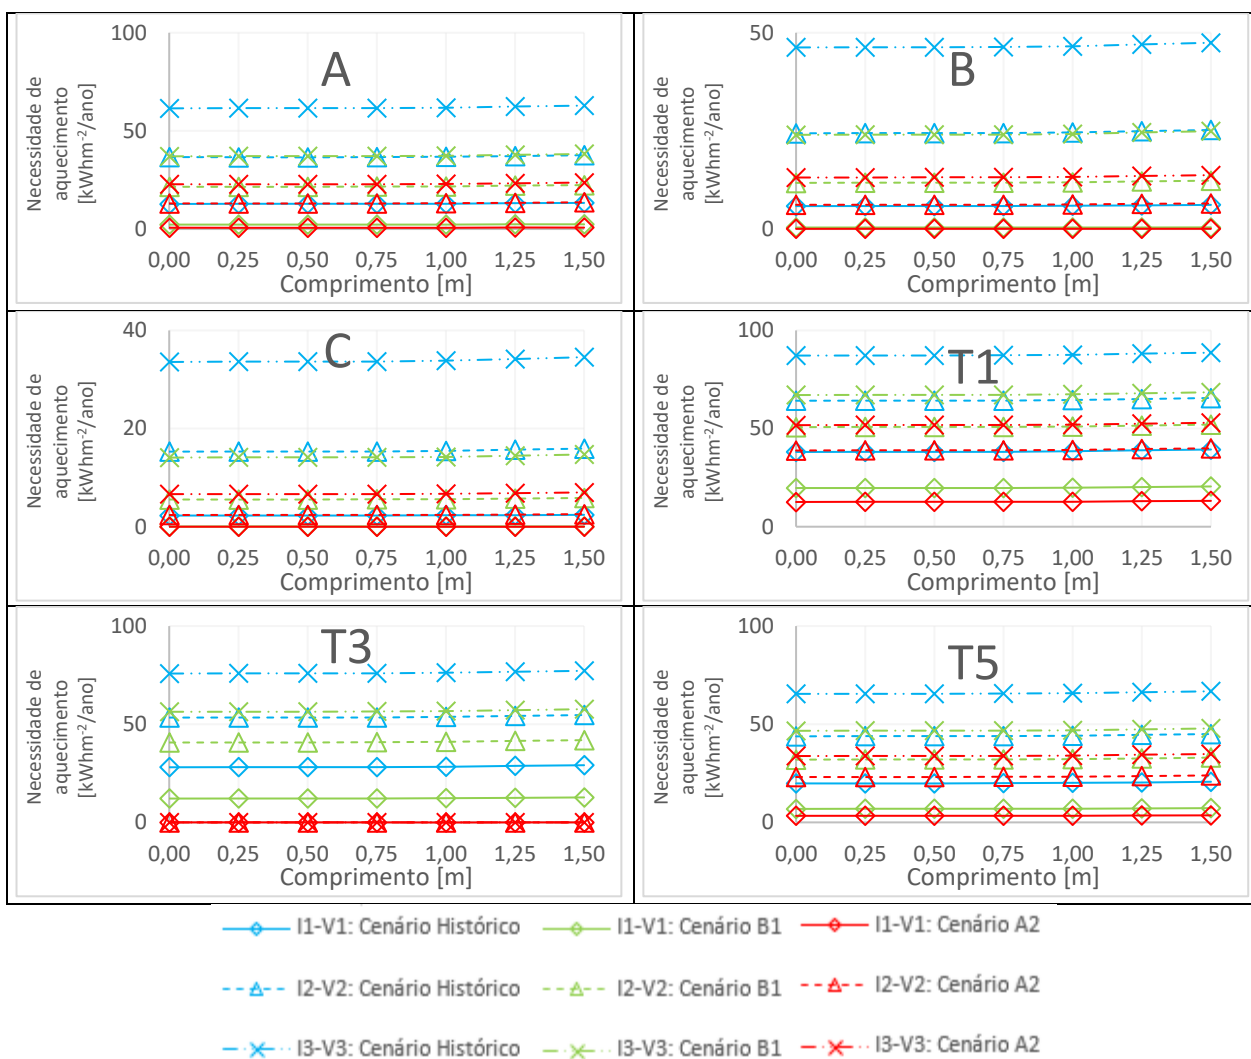 A
Necessidade de
aquecimento
[kWhm⁻²/ano]
100
50
0
0,00 0,25 0,50 0,75 1,00 1,25 1,50
Comprimento [m]
B
Necessidade de
aquecimento
[kWhm⁻²/ano]
50
0
0,00 0,25 0,50 0,75 1,00 1,25 1,50
Comprimento [m]
C
Necessidade de
aquecimento
[kWhm⁻²/ano]
40
20
0
0,00 0,25 0,50 0,75 1,00 1,25 1,50
Comprimento [m]
T1
Necessidade de
aquecimento
[kWhm⁻²/ano]
100
50
0
0,00 0,25 0,50 0,75 1,00 1,25 1,50
Comprimento [m]
T3
Necessidade de
aquecimento
[kWhm⁻²/ano]
100
50
0
0,00 0,25 0,50 0,75 1,00 1,25 1,50
Comprimento [m]
T5
Necessidade de
aquecimento
[kWhm⁻²/ano]
100
50
0
0,00 0,25 0,50 0,75 1,00 1,25 1,50
Comprimento [m]
I1-V1: Cenário Histórico I1-V1: Cenário B1 I1-V1: Cenário A2
I2-V2: Cenário Histórico I2-V2: Cenário B1 I2-V2: Cenário A2
I3-V3: Cenário Histórico I3-V3: Cenário B1 I3-V3: Cenário A2